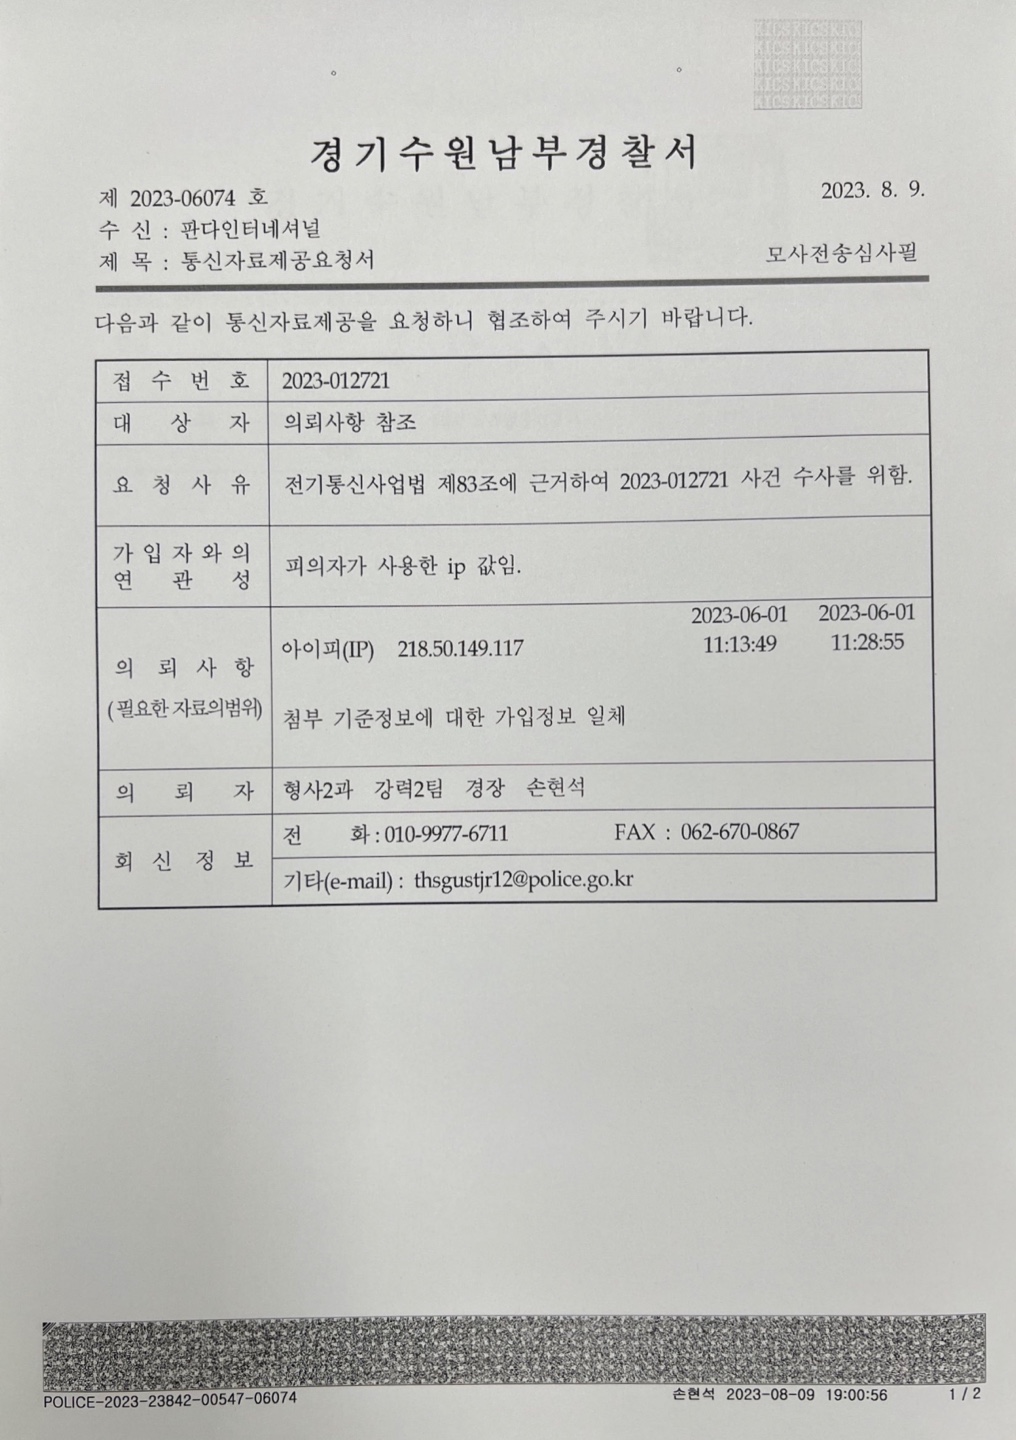 KICSKICSKICS
KICSKICSKICS
KICSKICSKICS
KICSKICSKICS
KICSKICSKICS
경기수원남부경찰서
제 2023-06074 호
2023. 8. 9.
수 신 : 판다인터네셔널
제 목 : 통신자료제공요청서
모사전송심사필
다음과 같이 통신자료제공을 요청하니 협조하여 주시기 바랍니다.
접 수 번 호 2023-012721
대 상 자 의뢰사항 참조
요 청 사 유 전기통신사업법 제83조에 근거하여 2023-012721 사건 수사를 위함.
가 입 자 와 의
연 관 성
피의자가 사용한 ip 값임.
의 뢰 사 항
(필요한 자료의범위)
아이피(IP) 218.50.149.117
2023-06-01 2023-06-01
11:13:49 11:28:55
첨부 기준정보에 대한 가입정보 일체
의 뢰 자 형사2과 강력2팀 경장 손현석
회 신 정 보
전 화 : 010-9977-6711 FAX : 062-670-0867
기타(e-mail) : thsgustjr12@police.go.kr
POLICE-2023-23842-00547-06074
손현석 2023-08-09 19:00:56 1 / 2